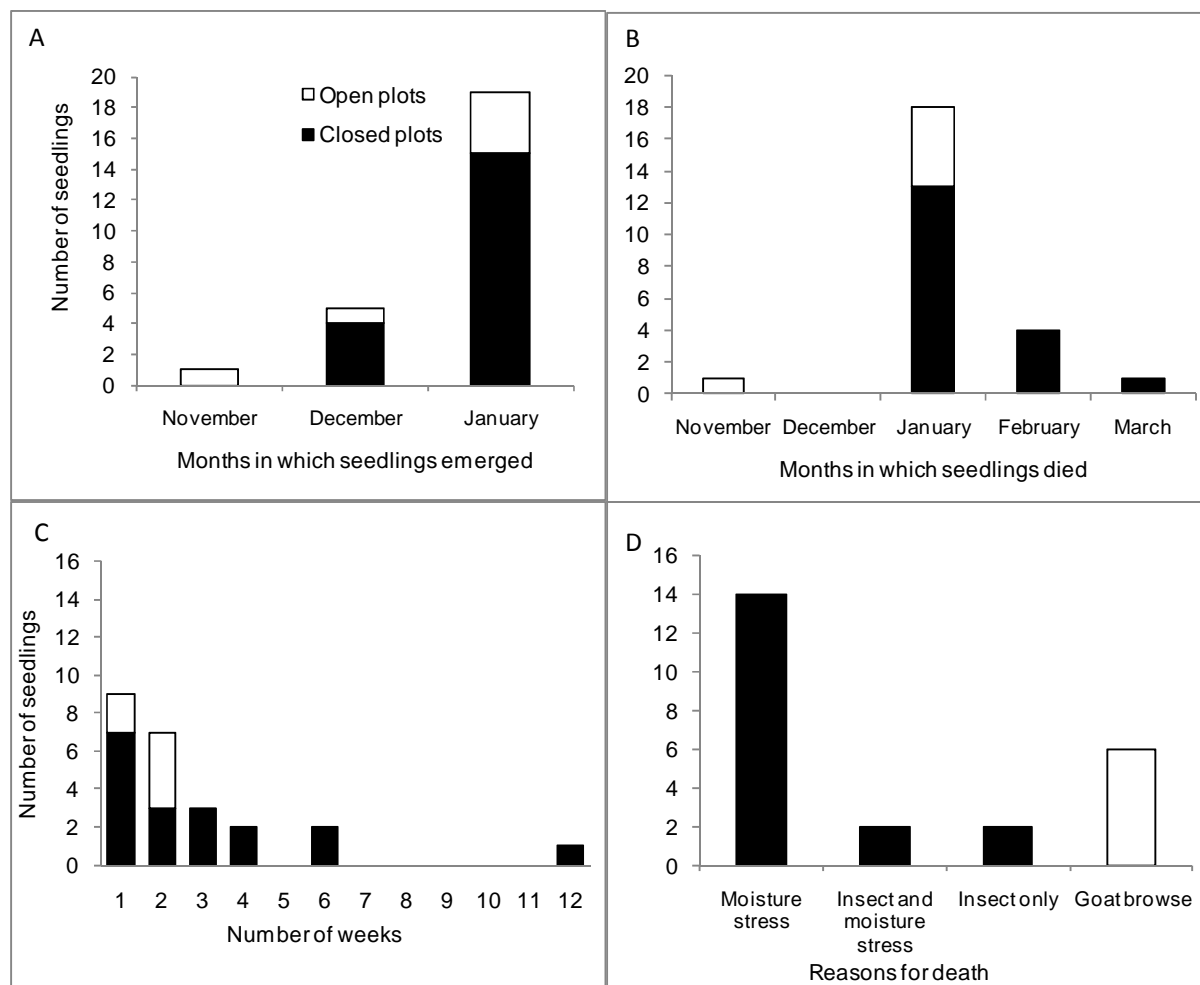 A
Number of seedlings
20
18
16
14
12
10
8
6
4
2
0
Open plots
Closed plots
November December January
Months in which seedlings emerged
B
20
18
16
14
12
10
8
6
4
2
0
November December January February March
Months in which seedlings died
C
Number of seedlings
16
14
12
10
8
6
4
2
0
1 2 3 4 5 6 7 8 9 10 11 12
Number of weeks
D
16
14
12
10
8
6
4
2
0
Moisture stress
Insect and moisture stress
Insect only
Goat browse
Reasons for death